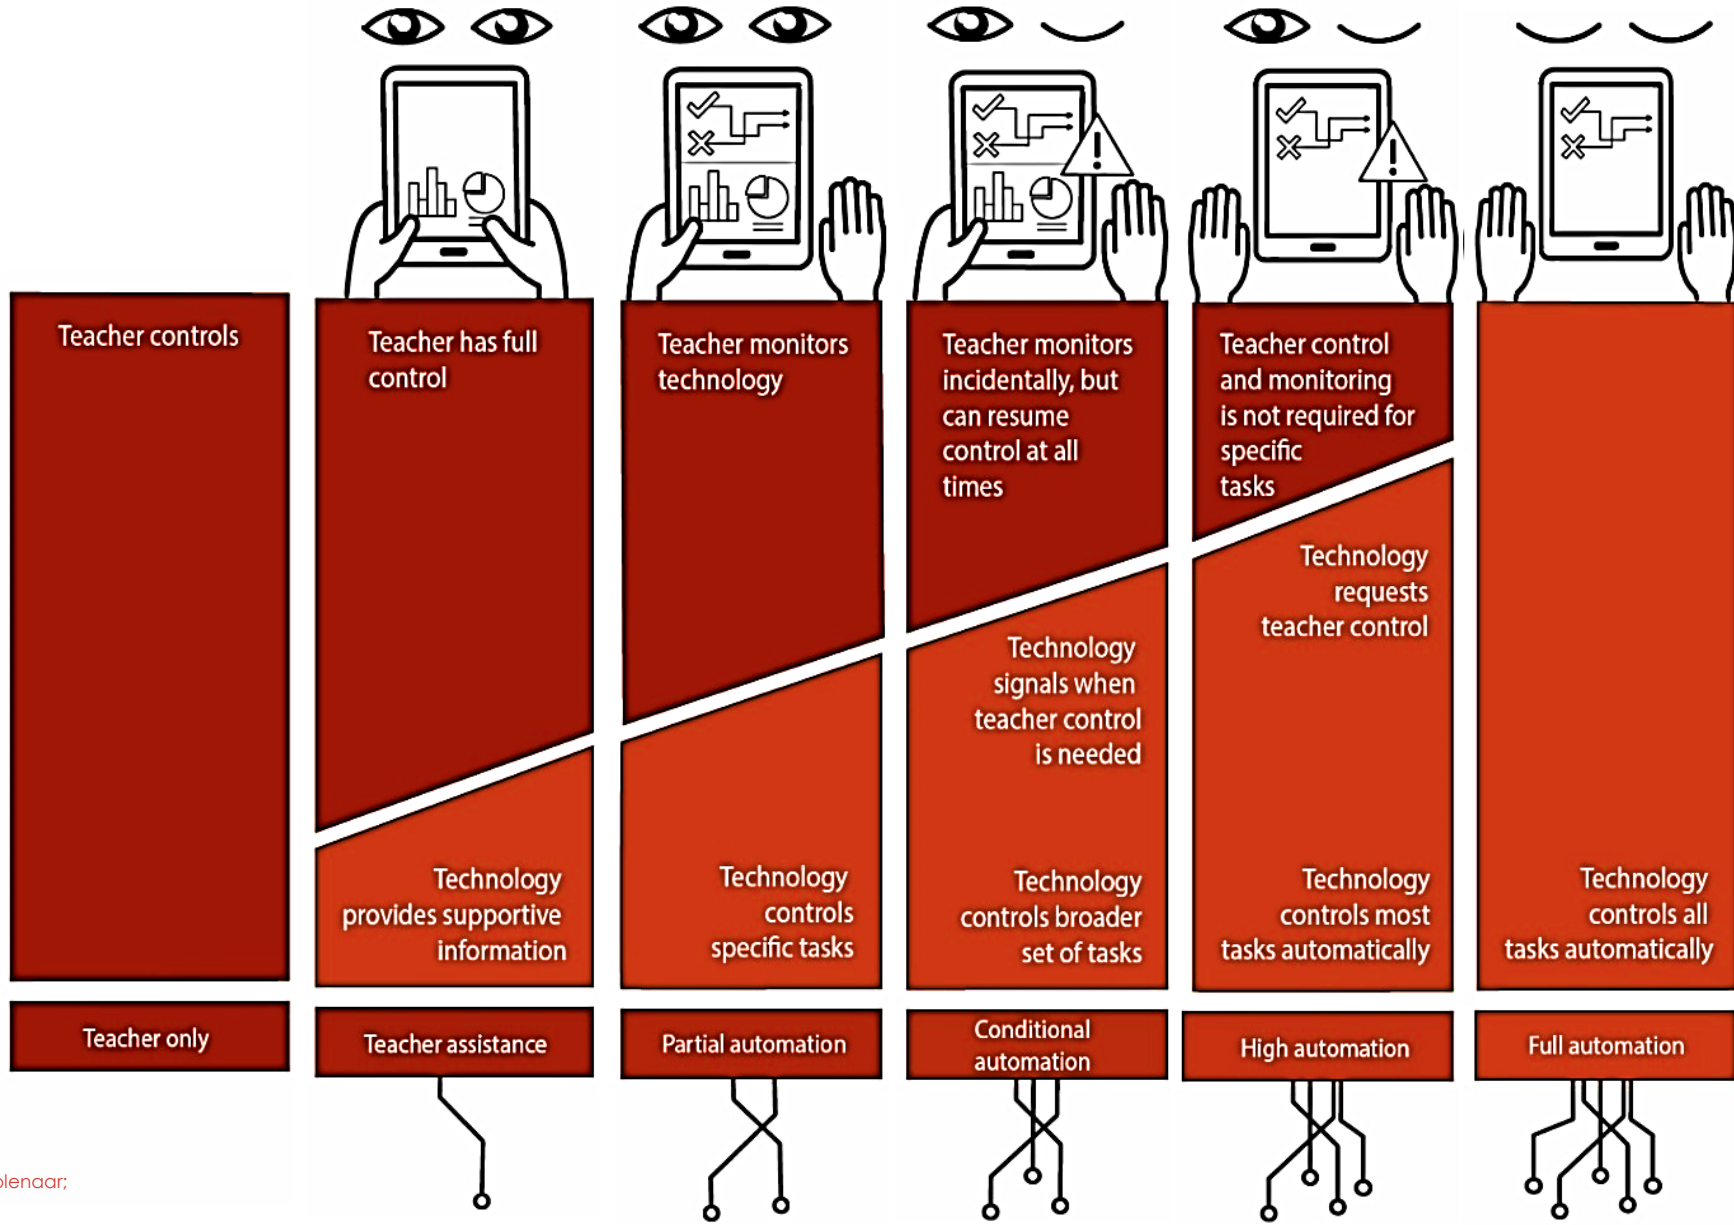 Teacher controls
Teacher has full
control
Teacher monitors
technology
Teacher monitors
incidentally, but
can resume
control at all
times
Teacher control
and monitoring
is not required for
specific
tasks
Technology
provides supportive
information
Technology
controls
specific tasks
Technology
signals when
teacher control
is needed
Technology
controls broader
set of tasks
Technology
requests
teacher control
Technology
controls most
tasks automatically
Technology
controls all
tasks automatically
Teacher only
Teacher assistance
Partial automation
Conditional
automation
High automation
Full automation
olenaar;